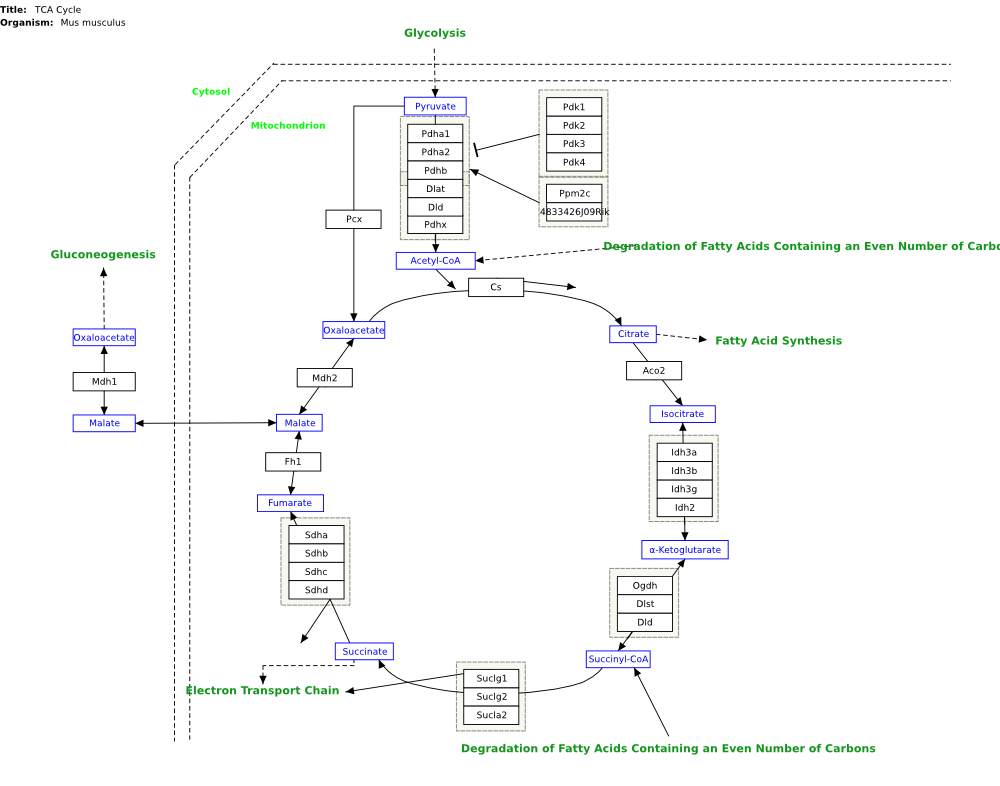 Title: TCA Cycle
Organism: Mus musculus
Glycolysis
Cytosol
Mitochondrion
Pyruvate
Pdha1
Pdha2
Pdhb
Dlat
Dld
Pdhx
Pdk1
Pdk2
Pdk3
Pdk4
Ppm2c
4833426J09Rik
Pcx
Gluconeogenesis
Degradation of Fatty Acids Containing an Even Number of Carbo
Acetyl-CoA
Cs
Oxaloacetate
Oxaloacetate
Citrate
Fatty Acid Synthesis
Mdh1
Mdh2
Aco2
Malate
Malate
Isocitrate
Fh1
Idh3a
Idh3b
Idh3g
Idh2
Fumarate
Sdha
Sdhb
Sdhc
Sdhd
α-Ketoglutarate
Ogdh
Dlst
Dld
Succinate
Succinyl-CoA
Suclg1
Suclg2
Sucla2
Electron Transport Chain
Degradation of Fatty Acids Containing an Even Number of Carbons